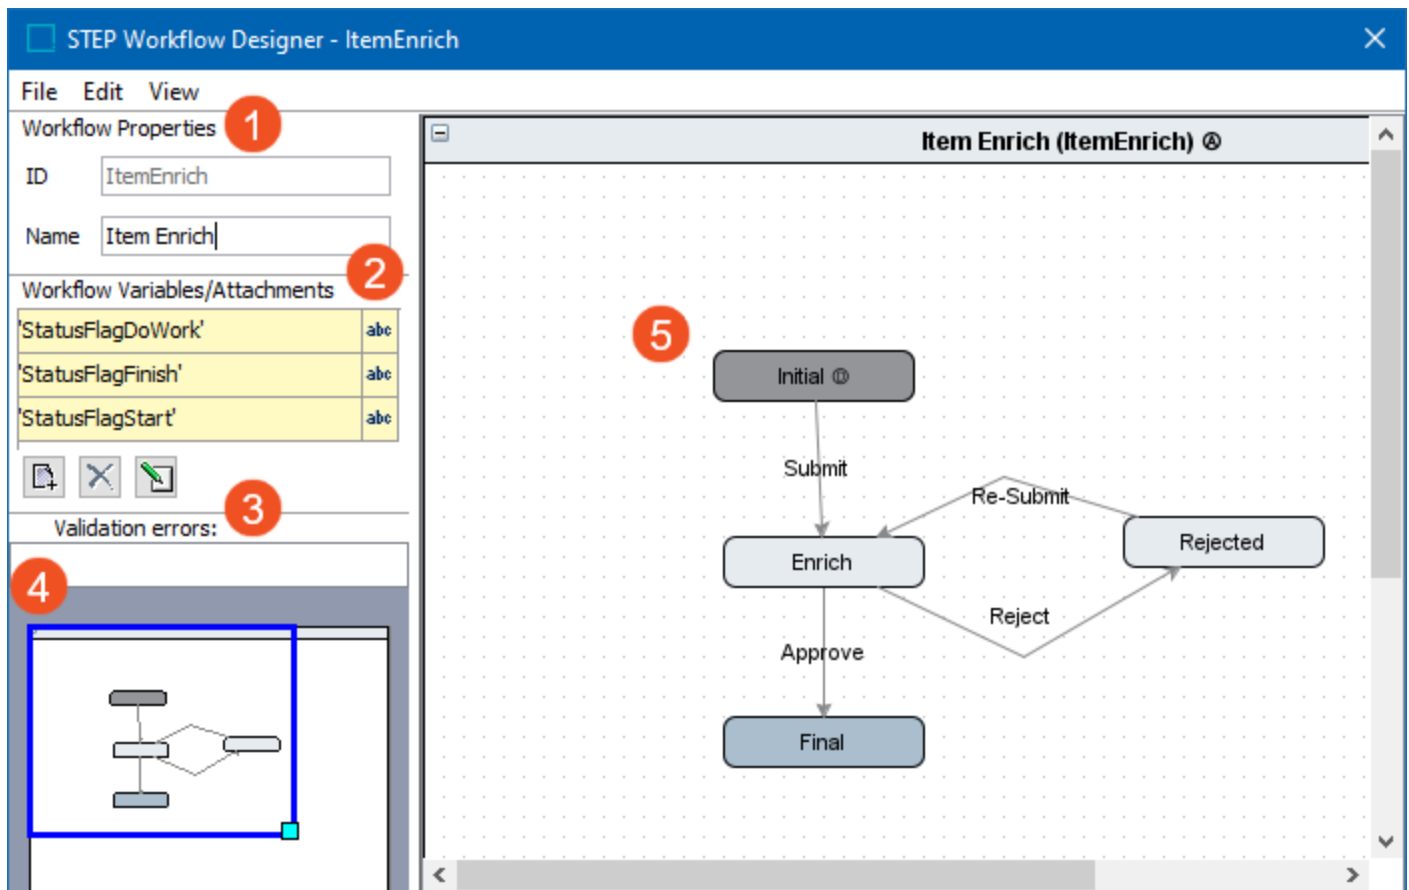 STEP Workflow Designer - ItemEnrich
File Edit View
Workflow Properties 1
ID ItemEnrich
Name Item Enrich
2
Workflow Variables/Attachments
'StatusFlagDoWork' abc
'StatusFlagFinish' abc
'StatusFlagStart' abc
3
Validation errors:
4
Item Enrich (ItemEnrich) Ⓐ
5
Initial Ⓓ
Submit
Re-Submit
Rejected
Enrich
Reject
Approve
Final